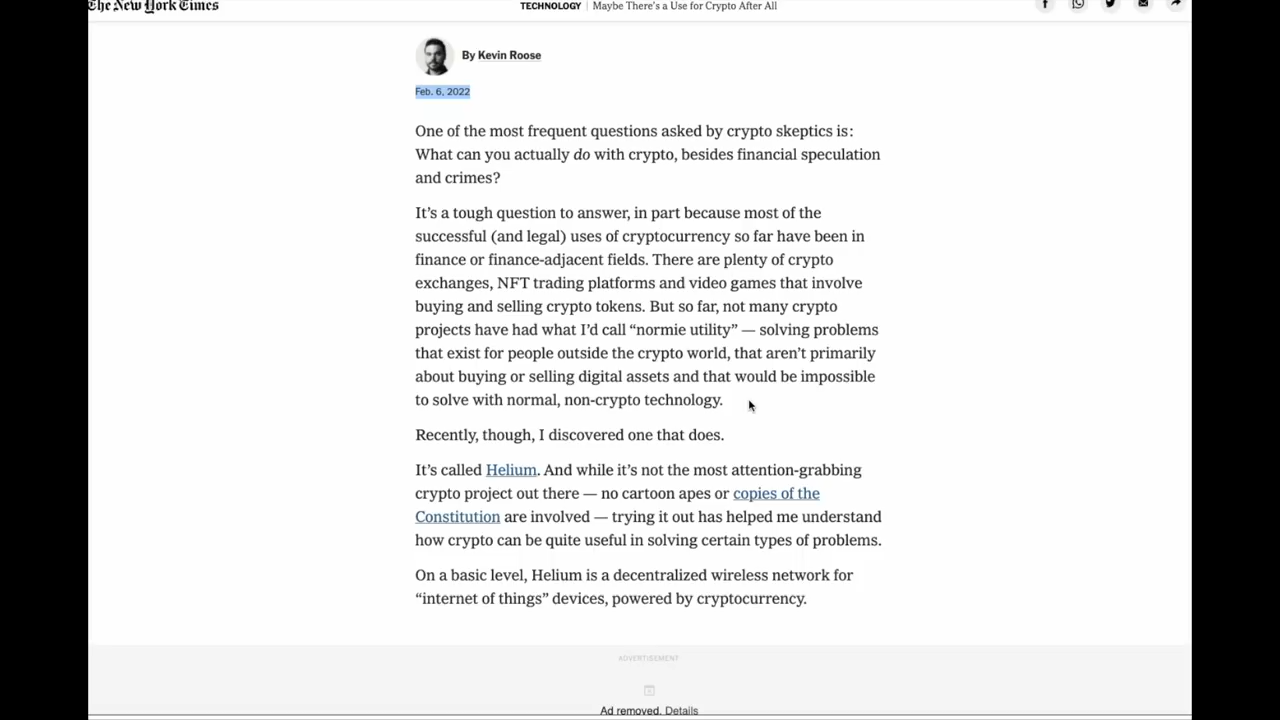 The New York Times
TECHNOLOGY | Maybe There's a Use for Crypto After All
By Kevin Roose
Feb. 6, 2022
One of the most frequent questions asked by crypto skeptics is:
What can you actually do with crypto, besides financial speculation
and crimes?
It's a tough question to answer, in part because most of the
successful (and legal) uses of cryptocurrency so far have been in
finance or finance-adjacent fields. There are plenty of crypto
exchanges, NFT trading platforms and video games that involve
buying and selling crypto tokens. But so far, not many crypto
projects have had what I'd call “normie utility” — solving problems
that exist for people outside the crypto world, that aren't primarily
about buying or selling digital assets and that would be impossible
to solve with normal, non-crypto technology.
Recently, though, I discovered one that does.
It's called Helium. And while it's not the most attention-grabbing
crypto project out there — no cartoon apes or copies of the
Constitution are involved — trying it out has helped me understand
how crypto can be quite useful in solving certain types of problems.
On a basic level, Helium is a decentralized wireless network for
“internet of things” devices, powered by cryptocurrency.
ADVERTISEMENT
Ad removed. Details